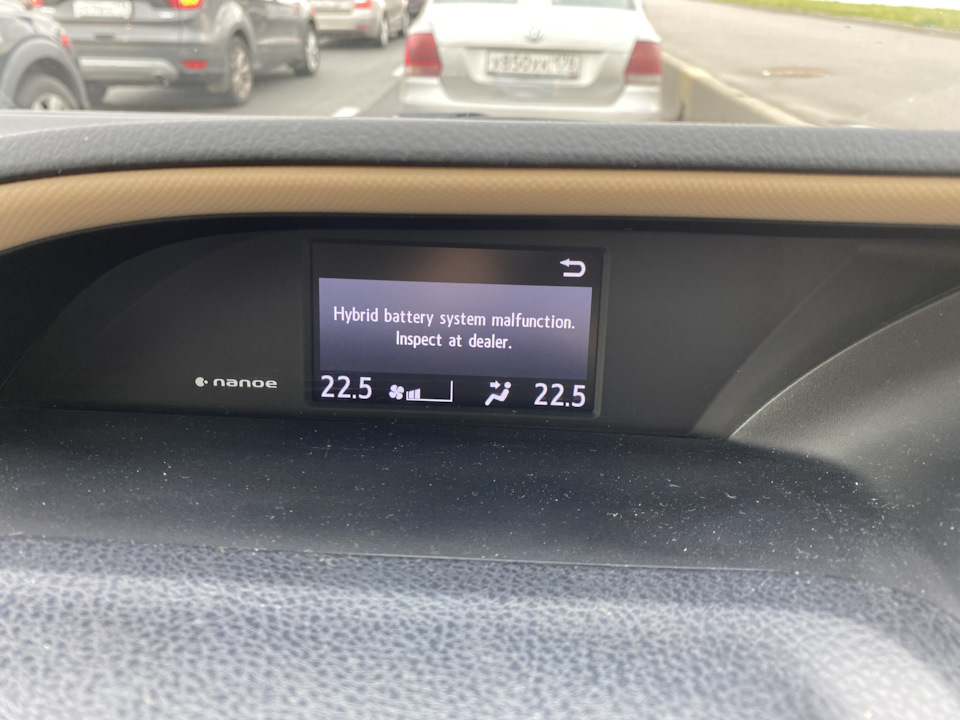 Hybrid battery system malfunction.
Inspect at dealer.
nanoe
22.5
22.5